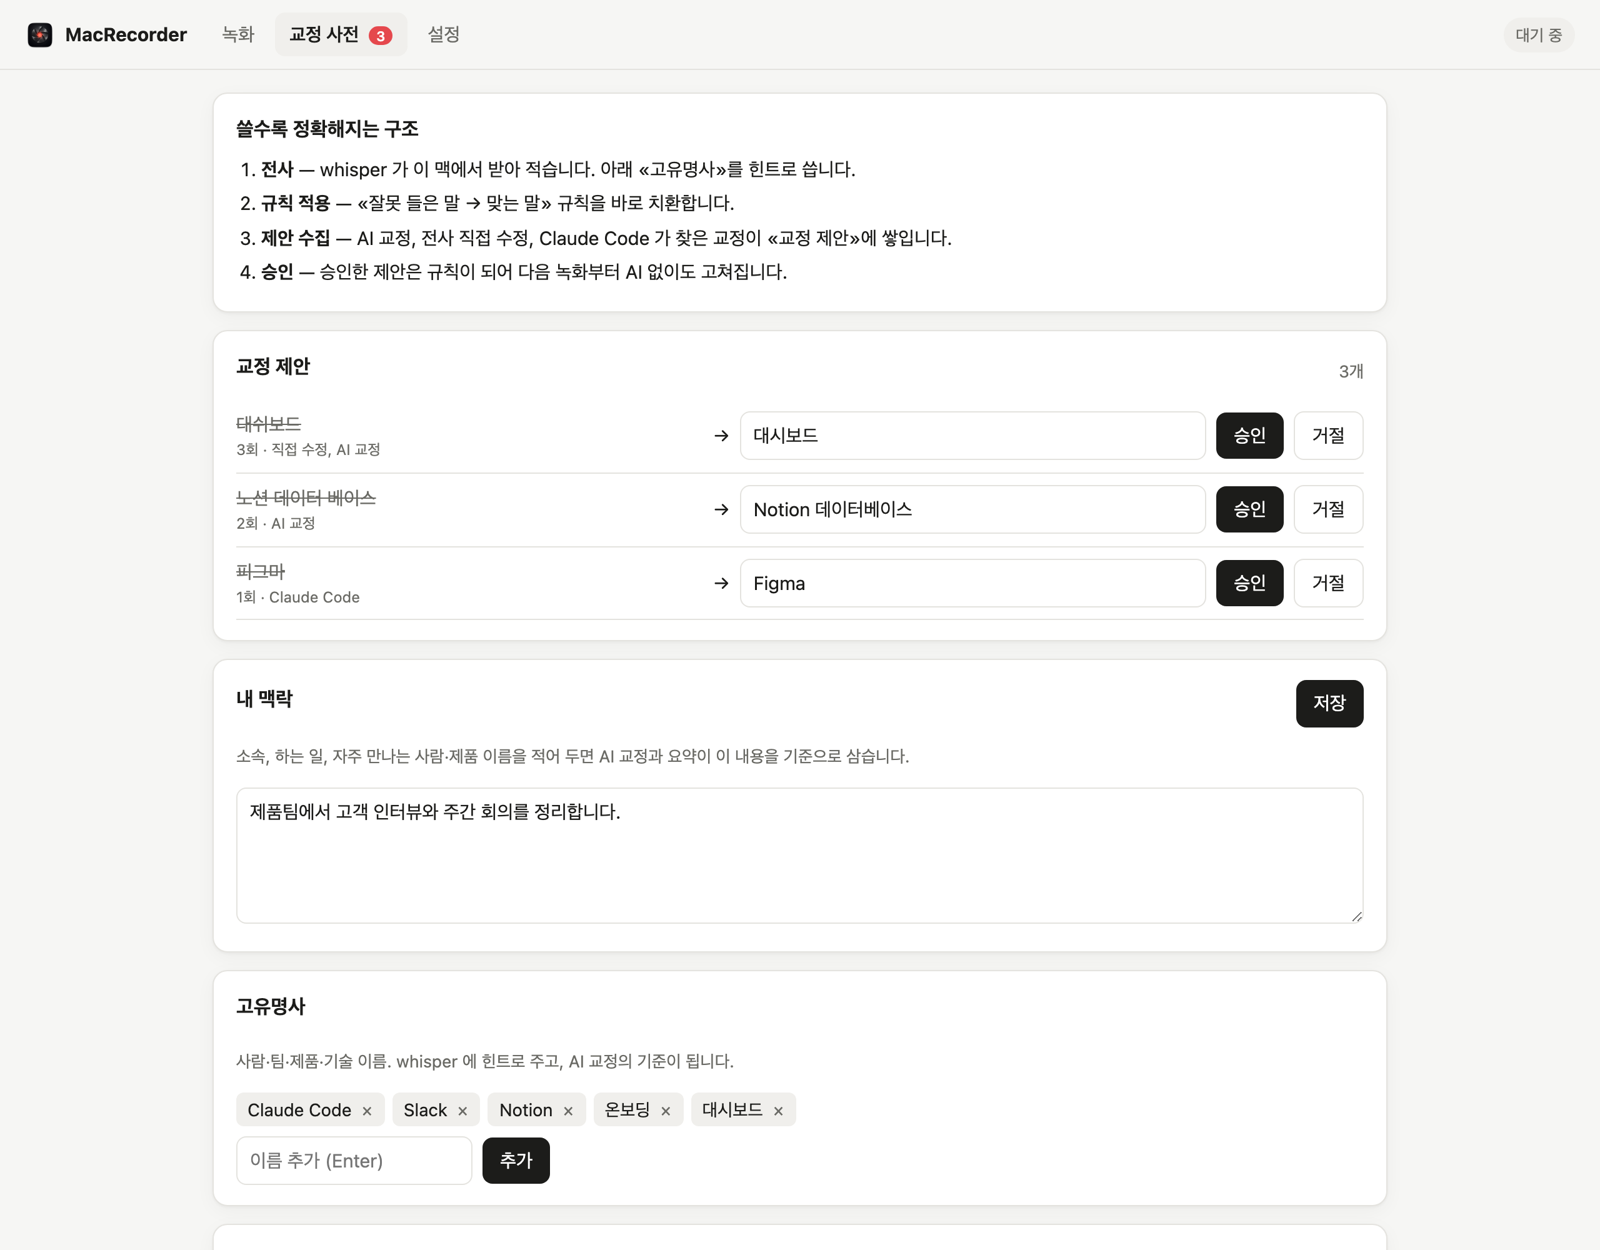 MacRecorder 녹화 교정 사전 3 설정 대기 중
쓸수록 정확해지는 구조
1. 전사 — whisper 가 이 맥에서 받아 적습니다. 아래 «고유명사»를 힌트로 씁니다.
2. 규칙 적용 — «잘못 들은 말 → 맞는 말» 규칙을 바로 치환합니다.
3. 제안 수집 — AI 교정, 전사 직접 수정, Claude Code 가 찾은 교정이 «교정 제안»에 쌓입니다.
4. 승인 — 승인한 제안은 규칙이 되어 다음 녹화부터 AI 없이도 고쳐집니다.
교정 제안 3개
대쉬보드 → 대시보드 승인 거절
3회 · 직접 수정, AI 교정
노션 데이터 베이스 → Notion 데이터베이스 승인 거절
2회 · AI 교정
피그마 → Figma 승인 거절
1회 · Claude Code
내 맥락 저장
소속, 하는 일, 자주 만나는 사람·제품 이름을 적어 두면 AI 교정과 요약이 이 내용을 기준으로 삼습니다.
제품팀에서 고객 인터뷰와 주간 회의를 정리합니다.
고유명사
사람·팀·제품·기술 이름. whisper 에 힌트로 주고, AI 교정의 기준이 됩니다.
Claude Code × Slack × Notion × 온보딩 × 대시보드 ×
이름 추가 (Enter) 추가